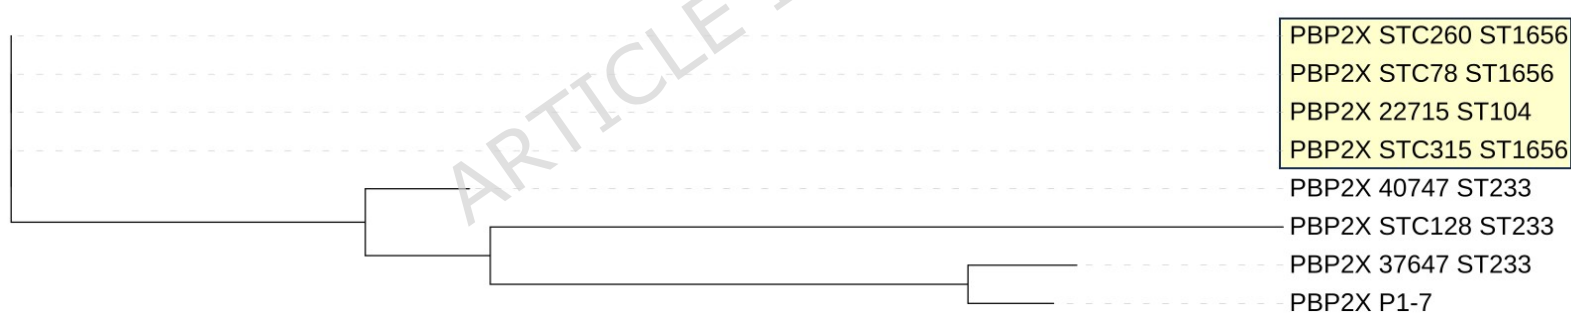 PBP2X STC260 ST1656
PBP2X STC78 ST1656
PBP2X 22715 ST104
PBP2X STC315 ST1656
PBP2X 40747 ST233
PBP2X STC128 ST233
PBP2X 37647 ST233
PBP2X P1-7
ARTICLE